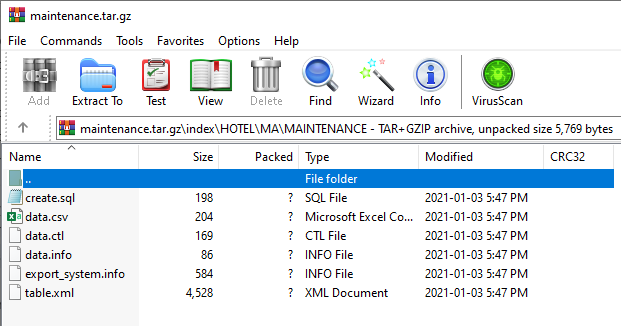 maintenance.tar.gz
File Commands Tools Favorites Options Help
Add Extract To Test View Delete Find Wizard Info VirusScan
maintenance.tar.gz\index\HOTEL\MA\MAINTENANCE - TAR+GZIP archive, unpacked size 5,769 bytes
Name Size Packed Type Modified CRC32
.. File folder
create.sql 198 ? SQL File 2021-01-03 5:47 PM
data.csv 204 ? Microsoft Excel Co... 2021-01-03 5:47 PM
data.ctl 169 ? CTL File 2021-01-03 5:47 PM
data.info 86 ? INFO File 2021-01-03 5:47 PM
export_system.info 584 ? INFO File 2021-01-03 5:47 PM
table.xml 4,528 ? XML Document 2021-01-03 5:47 PM